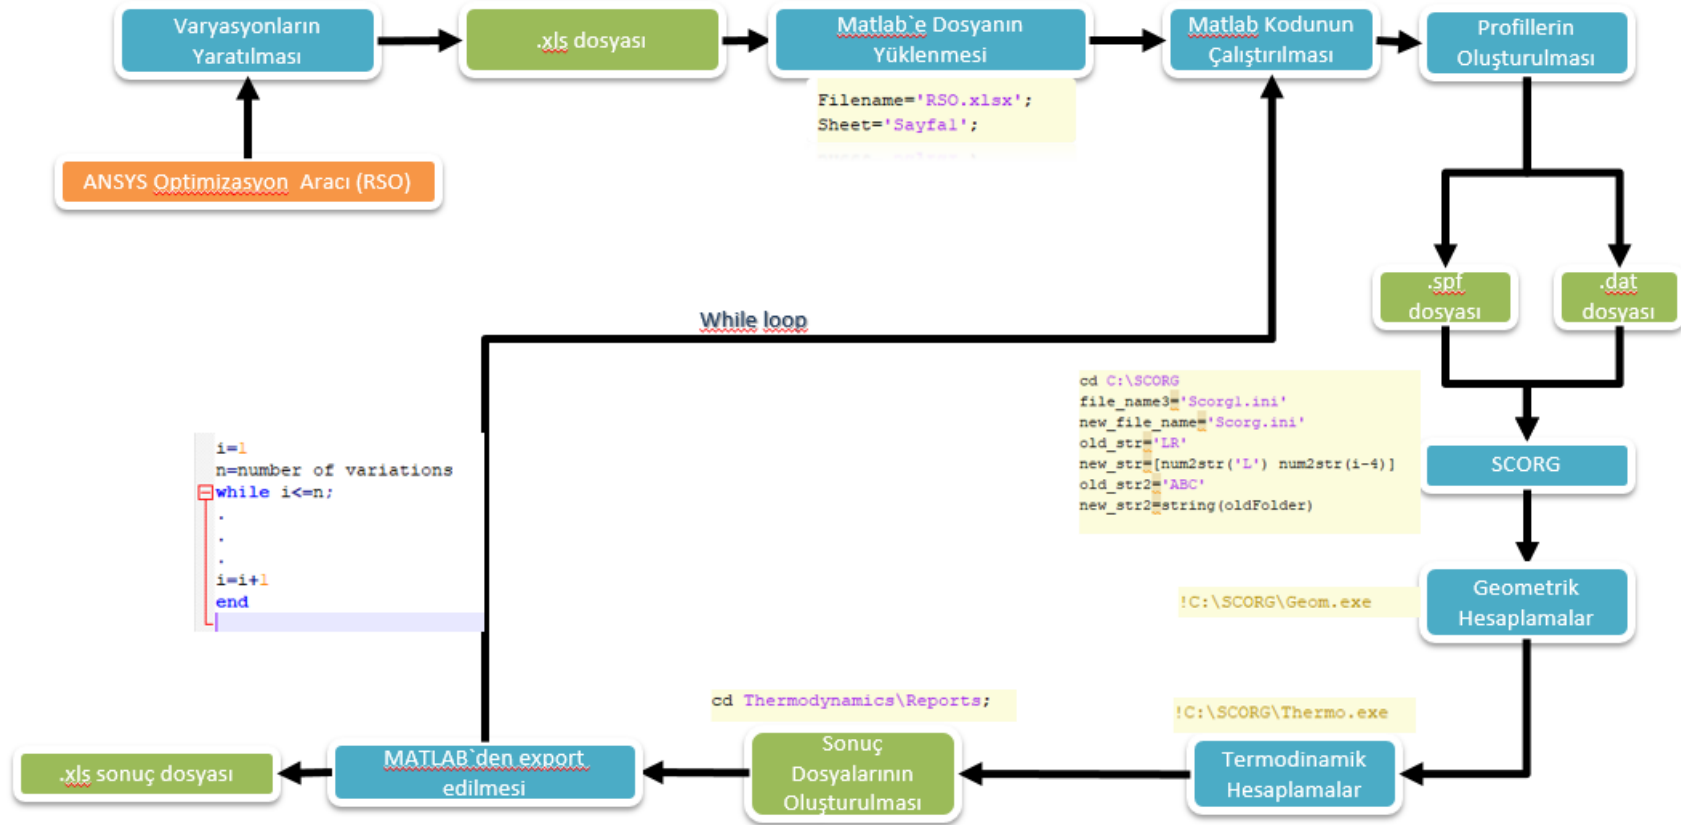 Varyasyonların
Yaratılması
.xls dosyası
Matlab`e Dosyanın
Yüklenmesi
Matlab Kodunun
Çalıştırılması
Profillerin
Oluşturulması
Filename='RSO.xlsx';
Sheet='Sayfa1';
ANSYS Optimizasyon Aracı (RSO)
.spf
dosyası
.dat
dosyası
While loop
cd C:\SCORG
file_name3='Scorg1.ini'
new_file_name='Scorg.ini'
old_str='LR'
new_str=[num2str('L') num2str(i-4)]
old_str2='ABC'
new_str2=string(oldFolder)
SCORG
i=1
n=number of variations
while i<=n;
.
.
.
i=i+1
end
!C:\SCORG\Geom.exe
Geometrik
Hesaplamalar
cd Thermodynamics\Reports;
!C:\SCORG\Thermo.exe
.xls sonuç dosyası
MATLAB`den export
edilmesi
Sonuç
Dosyalarının
Oluşturulması
Termodinamik
Hesaplamalar